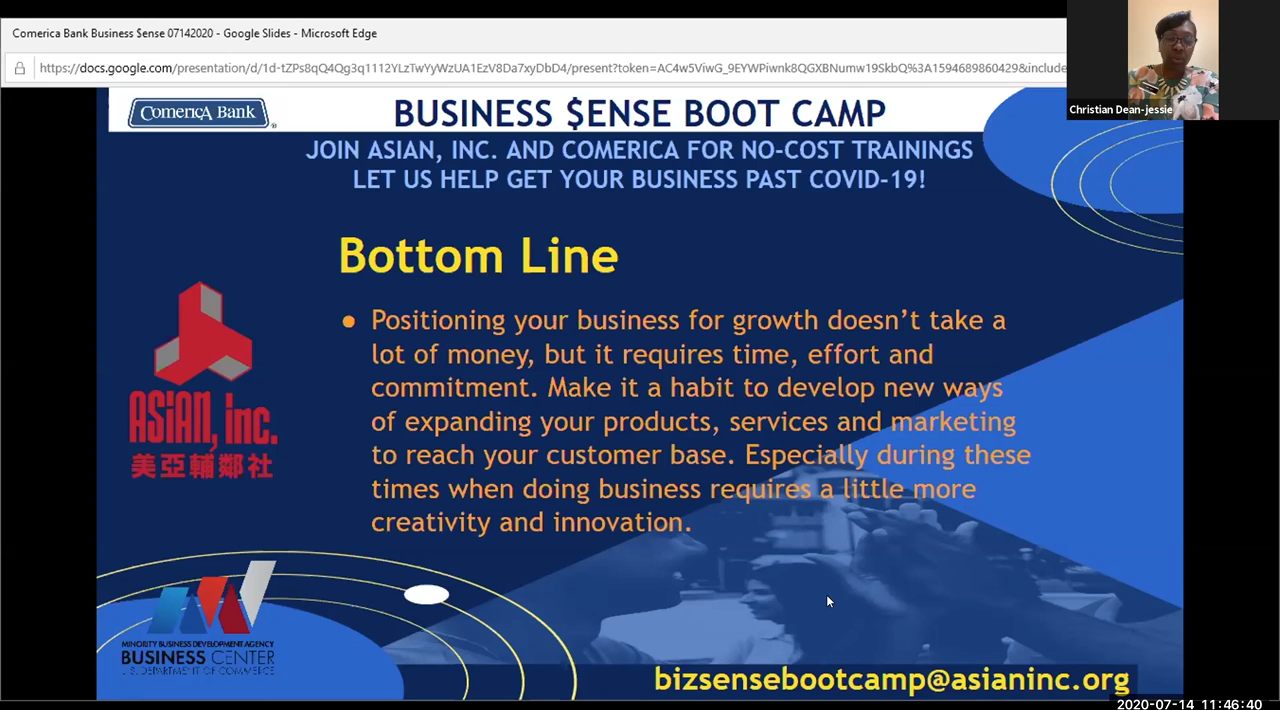 Comerica Bank Business $ense 07142020 - Google Slides - Microsoft Edge
https://docs.google.com/presentation/d/1d-tZPs8qQ4Qg3q1112YLzTwYyWzUA1EzV8Da7xyDbD4/present?token=AC4w5ViwG_9EYWPiwnk8QGXBNumw19SkbQ%3A1594689860429&include
Christian Dean-jessie
Comerica Bank
BUSINESS $ENSE BOOT CAMP
JOIN ASIAN, INC. AND COMERICA FOR NO-COST TRAININGS
LET US HELP GET YOUR BUSINESS PAST COVID-19!
Bottom Line
● Positioning your business for growth doesn't take a
lot of money, but it requires time, effort and
commitment. Make it a habit to develop new ways
of expanding your products, services and marketing
to reach your customer base. Especially during these
times when doing business requires a little more
creativity and innovation.
ASIAN, inc.
美亞輔鄰社
MINORITY BUSINESS DEVELOPMENT AGENCY
BUSINESS CENTER
U.S. DEPARTMENT OF COMMERCE
bizsensebootcamp@asianinc.org
2020-07-14 11:46:40